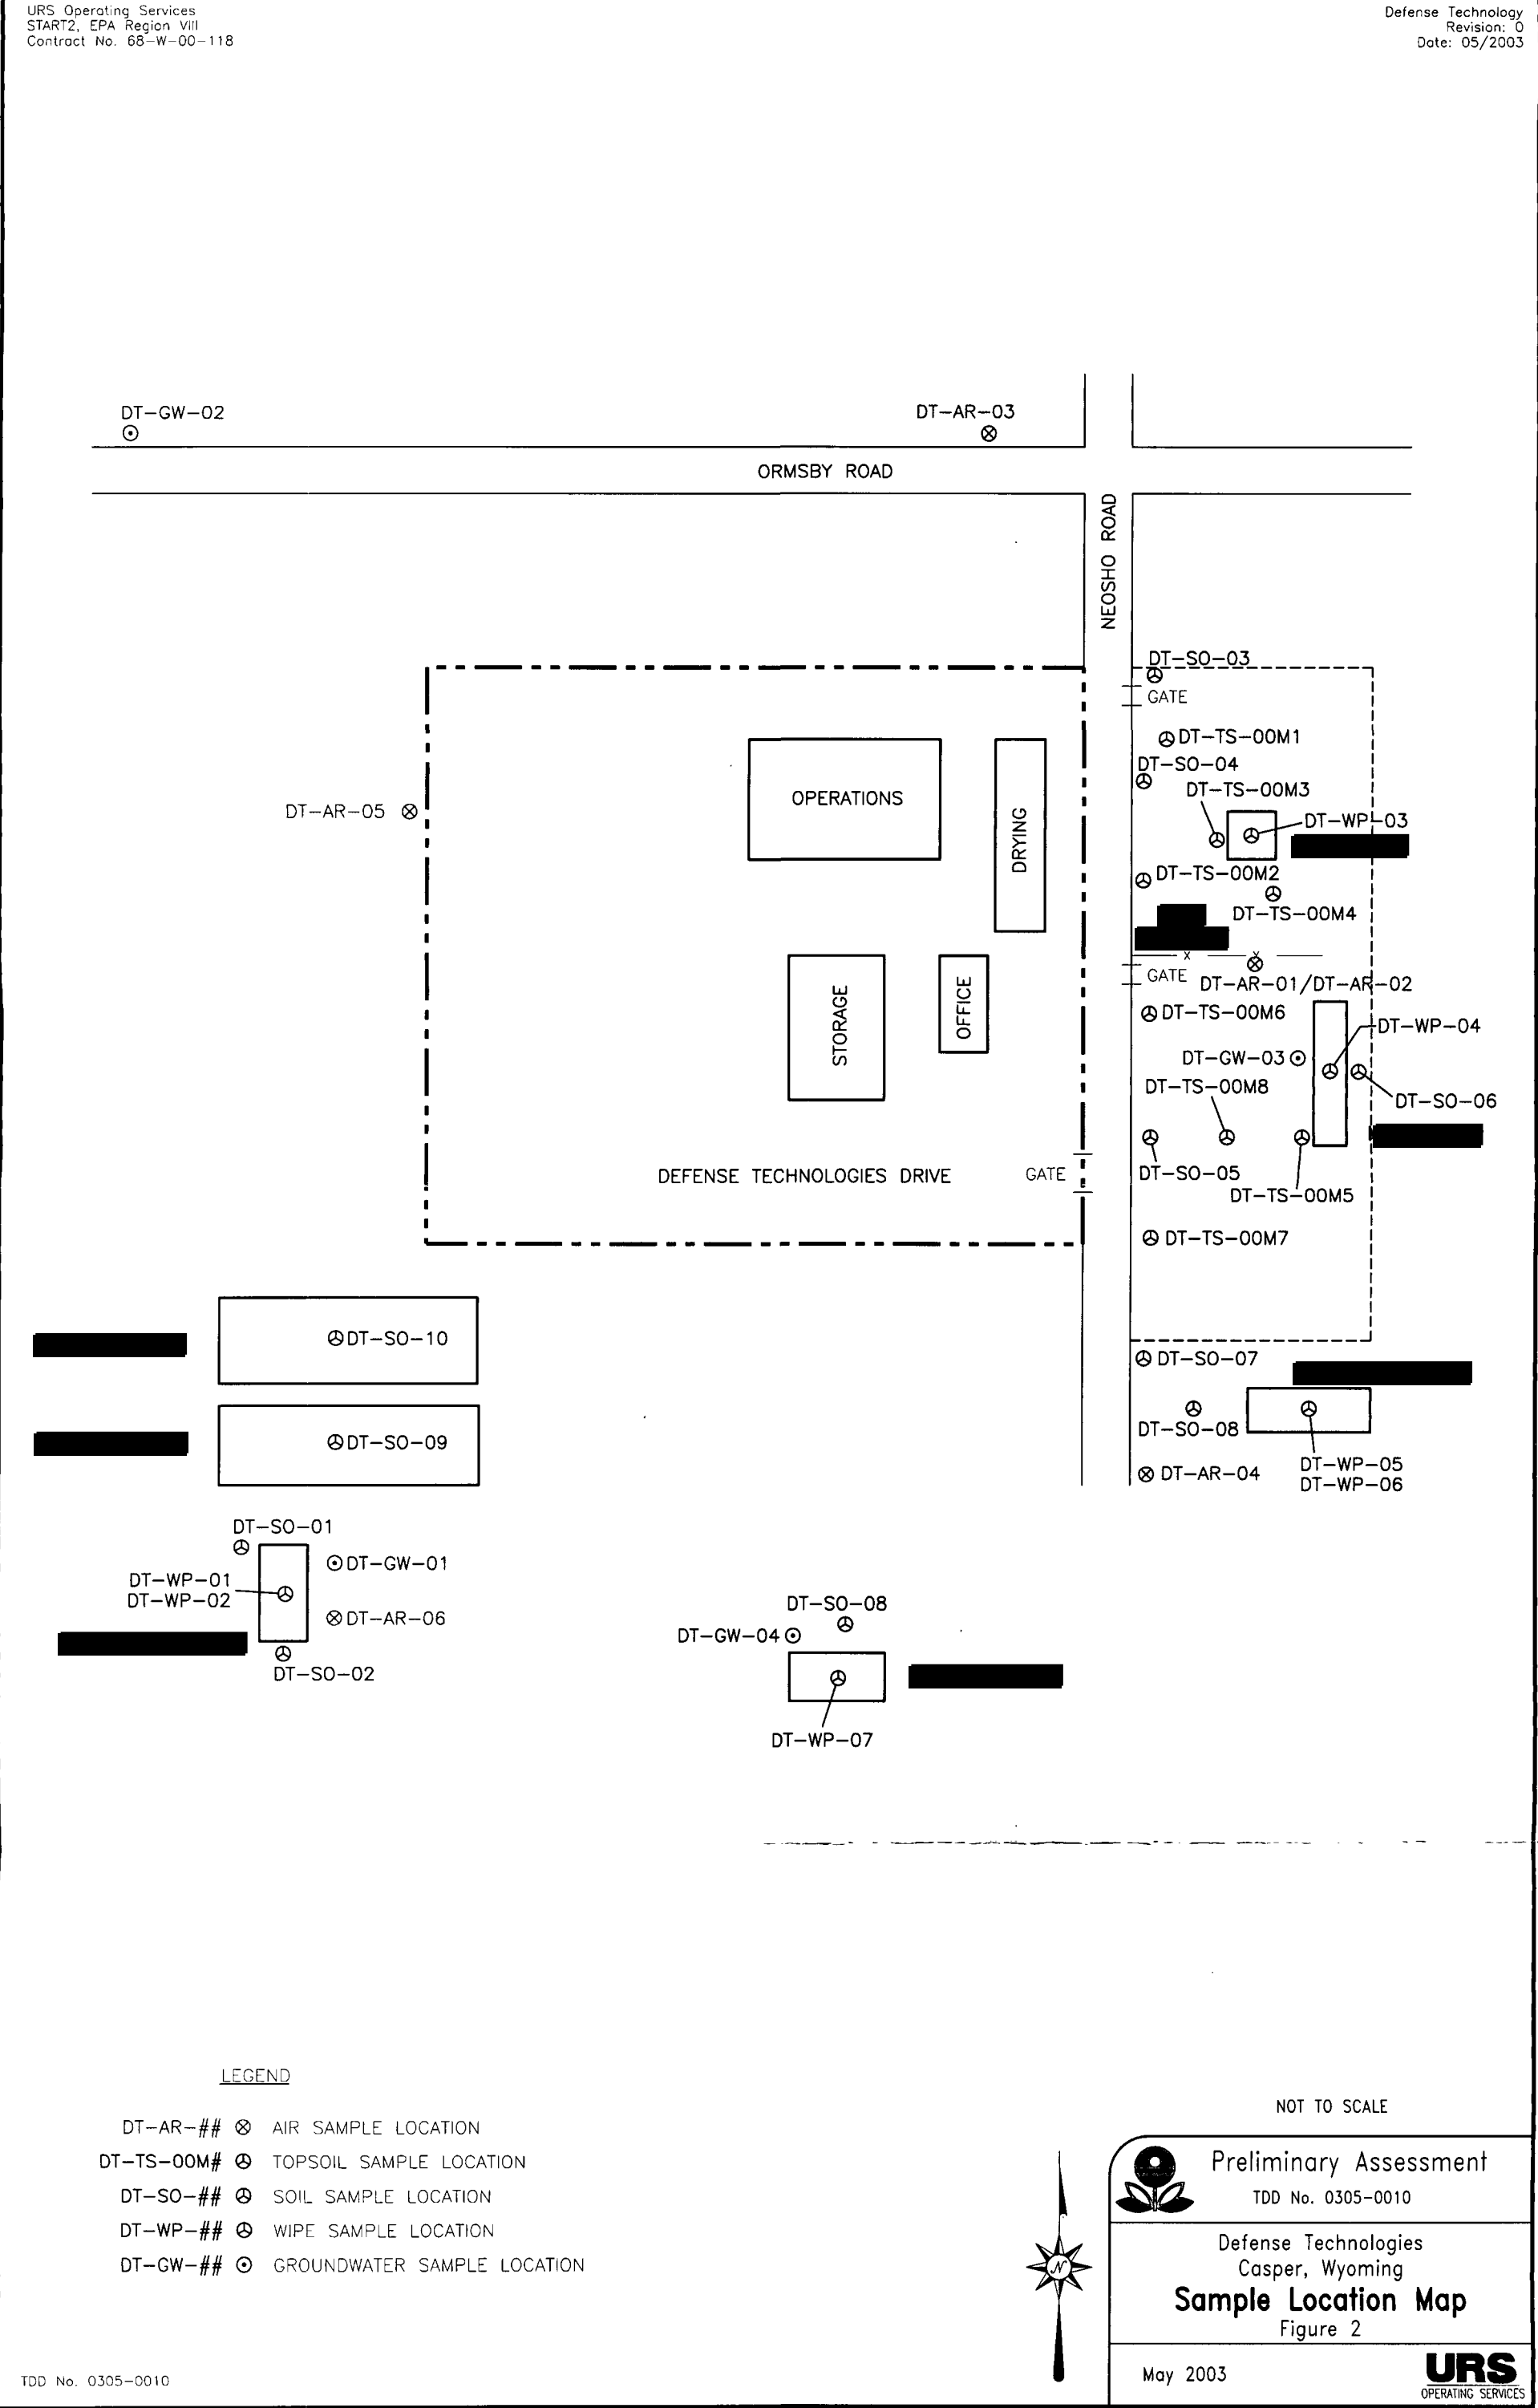 URS Operating Services
START2, EPA Region VIII
Contract No. 68-W-00-118
Defense Technology
Revision: 0
Date: 05/2003
DT-GW-02
DT-AR-03
ORMSBY ROAD
NEOSHO ROAD
DT-SO-03
GATE
DT-TS-00M1
DT-SO-04
DT-TS-00M3
OPERATIONS
DT-AR-05
DRYING
DT-WP-03
DT-TS-00M2
DT-TS-00M4
x x
GATE
DT-AR-01/DT-AR-02
STORAGE
OFFICE
DT-TS-00M6
DT-WP-04
DT-GW-03
DT-TS-00M8
DT-SO-06
DEFENSE TECHNOLOGIES DRIVE
GATE
DT-SO-05
DT-TS-00M5
DT-TS-00M7
DT-SO-10
DT-SO-07
DT-SO-09
DT-SO-08
DT-WP-05
DT-WP-06
DT-AR-04
DT-SO-01
DT-GW-01
DT-WP-01
DT-WP-02
DT-AR-06
DT-SO-02
DT-SO-08
DT-GW-04
DT-WP-07
LEGEND
DT-AR-## AIR SAMPLE LOCATION
DT-TS-00M# TOPSOIL SAMPLE LOCATION
DT-SO-## SOIL SAMPLE LOCATION
DT-WP-## WIPE SAMPLE LOCATION
DT-GW-## GROUNDWATER SAMPLE LOCATION
N
NOT TO SCALE
Preliminary Assessment
TDD No. 0305-0010
Defense Technologies
Casper, Wyoming
Sample Location Map
Figure 2
May 2003
URS
OPERATING SERVICES
TDD No. 0305-0010